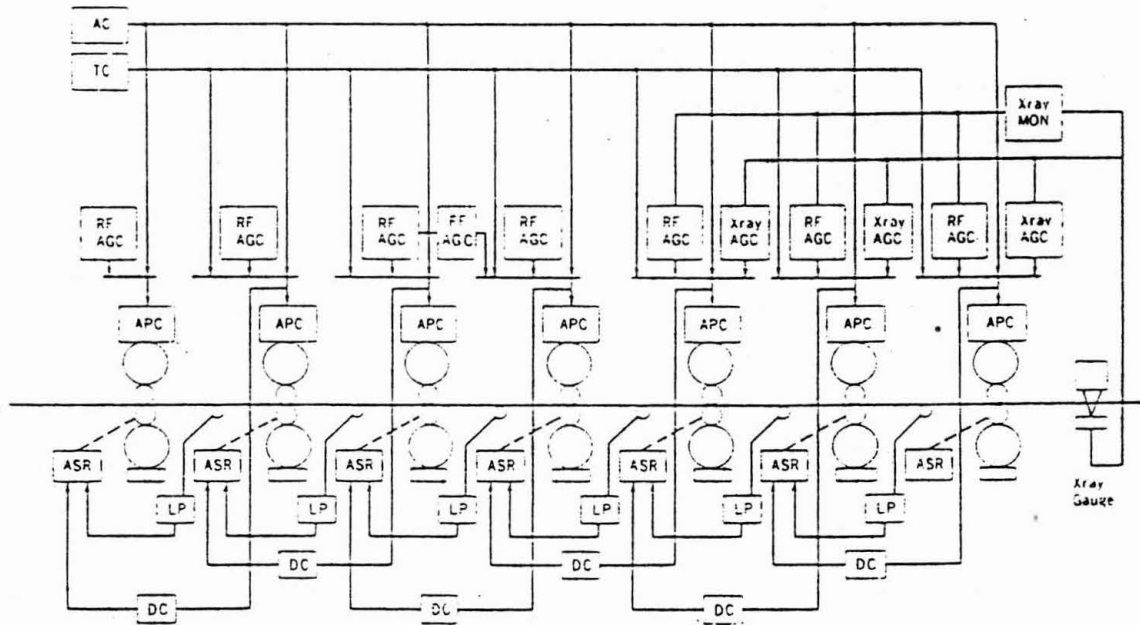 AC
TC
Xray
MON
RF
AGC
RF
AGC
RF
AGC
RF
AGC
RF
AGC
RF
AGC
Xray
AGC
RF
AGC
Xray
AGC
RF
AGC
Xray
AGC
APC
APC
APC
APC
APC
APC
APC
ASR
ASR
ASR
ASR
ASR
ASR
ASR
Xray
Gauge
LP
LP
LP
LP
LP
LP
DC
DC
DC
DC
DC
DC